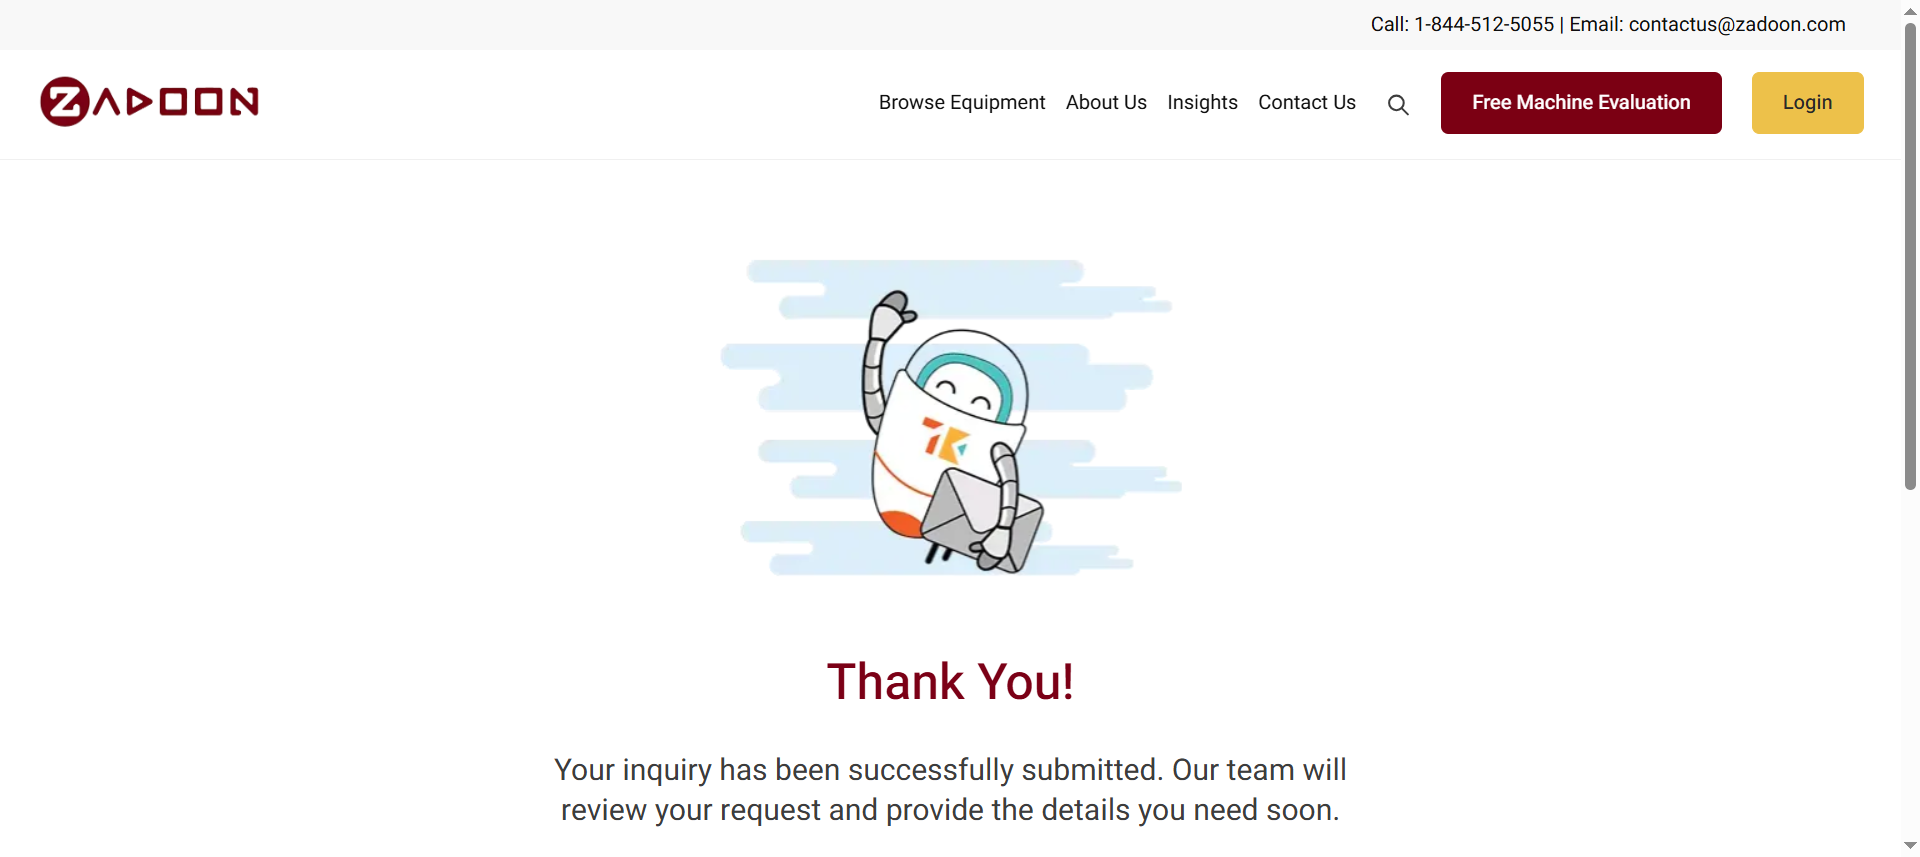 Call: 1-844-512-5055 | Email: contactus@zadoon.com
ZADOON
Browse Equipment About Us Insights Contact Us Free Machine Evaluation Login
7K
Thank You!
Your inquiry has been successfully submitted. Our team will
review your request and provide the details you need soon.